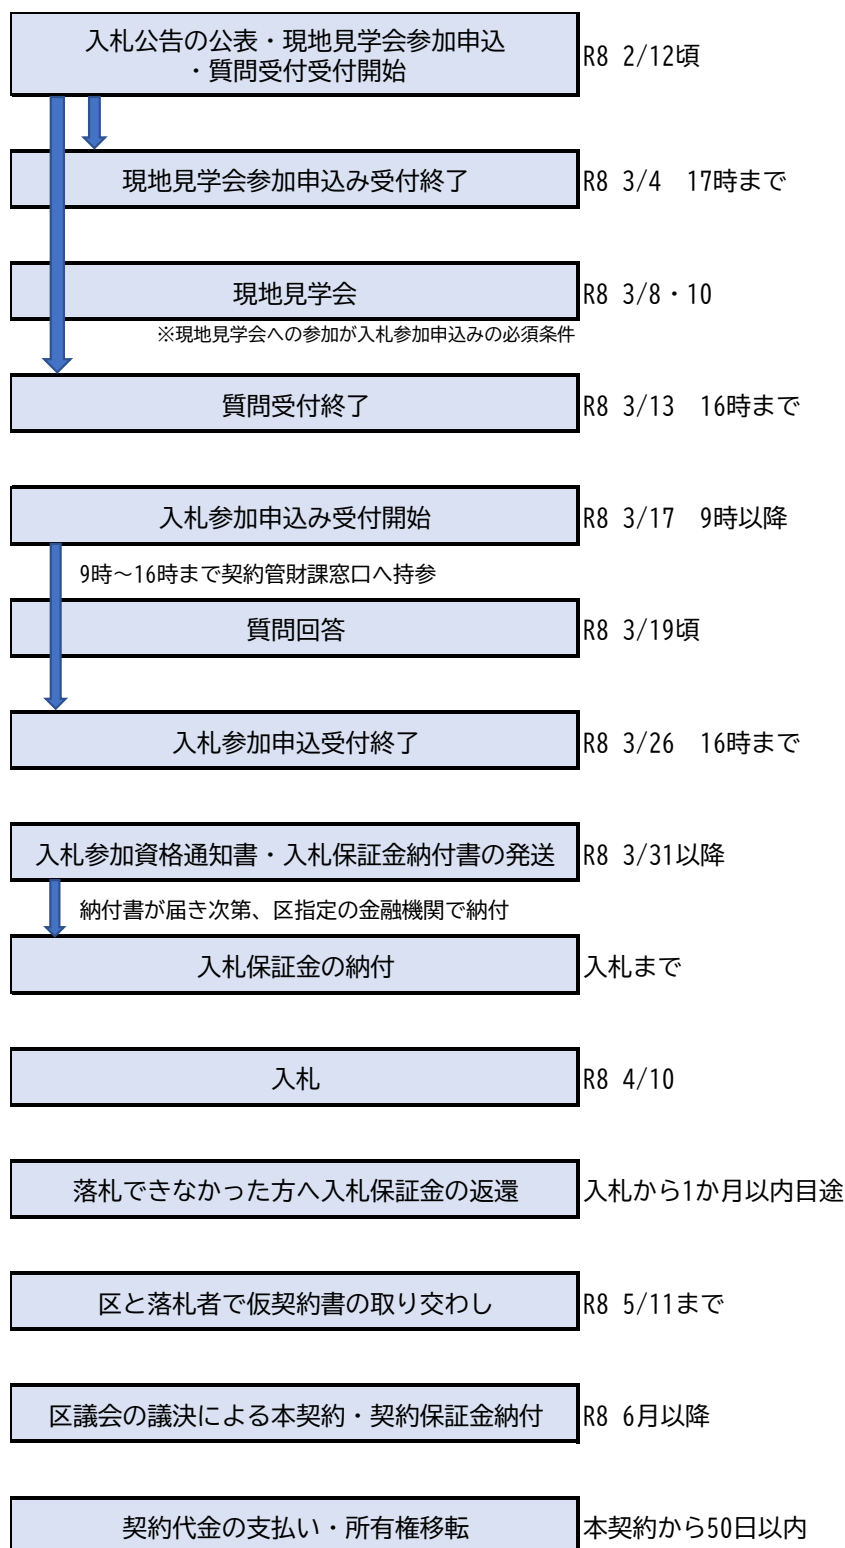 入札公告の公表・現地見学会参加申込
・質問受付受付開始
R8 2/12頃
現地見学会参加申込み受付終了
R8 3/4 17時まで
現地見学会
R8 3/8・10
※現地見学会への参加が入札参加申込みの必須条件
質問受付終了
R8 3/13 16時まで
入札参加申込み受付開始
R8 3/17 9時以降
9時～16時まで契約管財課窓口へ持参
質問回答
R8 3/19頃
入札参加申込受付終了
R8 3/26 16時まで
入札参加資格通知書・入札保証金納付書の発送
R8 3/31以降
納付書が届き次第、区指定の金融機関で納付
入札保証金の納付
入札まで
入札
R8 4/10
落札できなかった方へ入札保証金の返還
入札から1か月以内目途
区と落札者で仮契約書の取り交わし
R8 5/11まで
区議会の議決による本契約・契約保証金納付
R8 6月以降
契約代金の支払い・所有権移転
本契約から50日以内